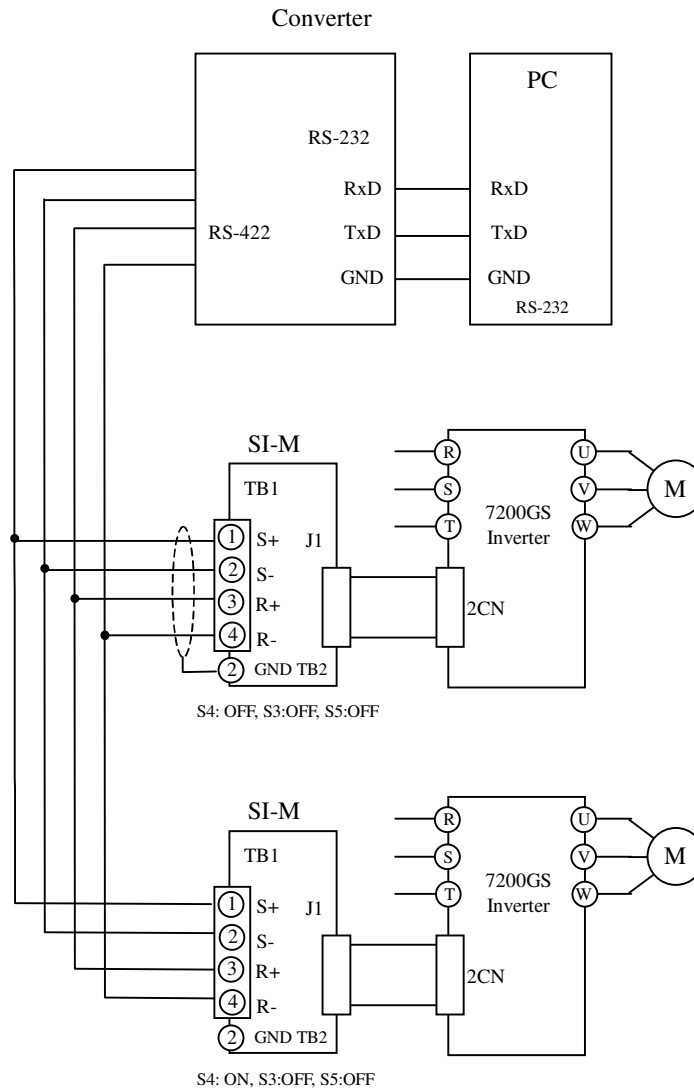 Converter
PC
RS-232
RxD
RxD
RS-422
TxD
TxD
GND
GND
RS-232
SI-M
TB1
R
U
S
7200GS
V
M
T
Inverter
W
1
S+
J1
2
S-
3
R+
2CN
4
R-
2
GND TB2
S4: OFF, S3:OFF, S5:OFF
SI-M
TB1
R
U
S
7200GS
V
M
T
Inverter
W
1
S+
J1
2
S-
3
R+
2CN
4
R-
2
GND TB2
S4: ON, S3:OFF, S5:OFF